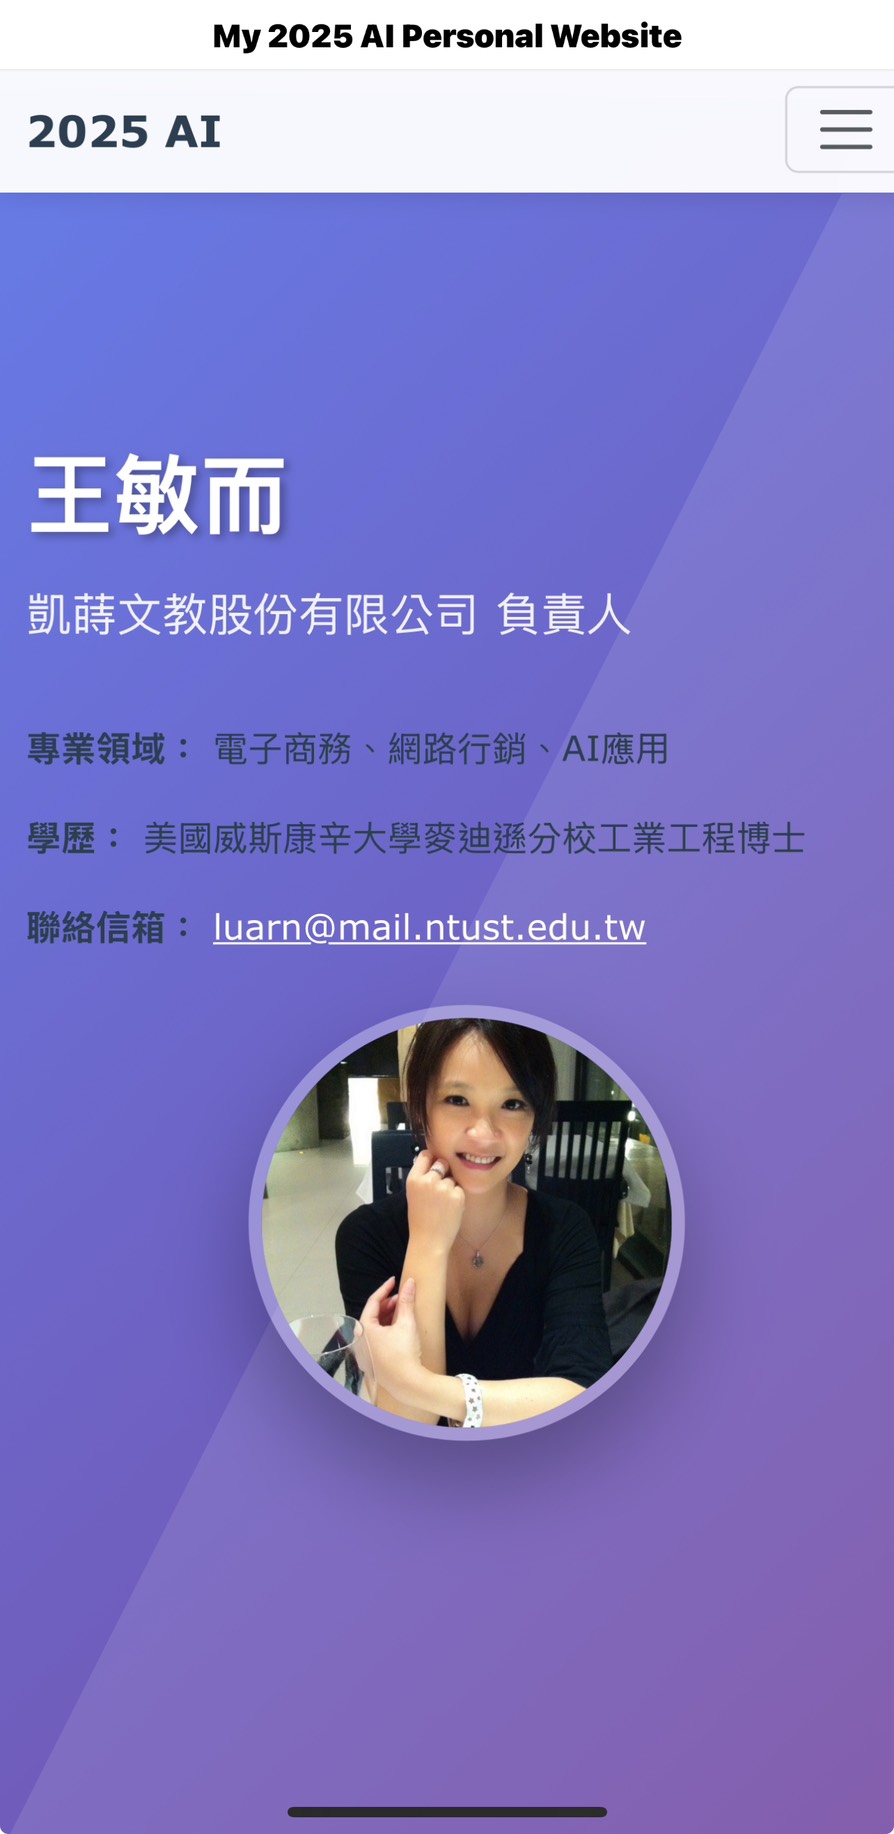 My 2025 AI Personal Website
2025 AI
王敏而
凱蒔文教股份有限公司 負責人
專業領域： 電子商務、網路行銷、AI應用
學歷： 美國威斯康辛大學麥迪遜分校工業工程博士
聯絡信箱： luarn@mail.ntust.edu.tw